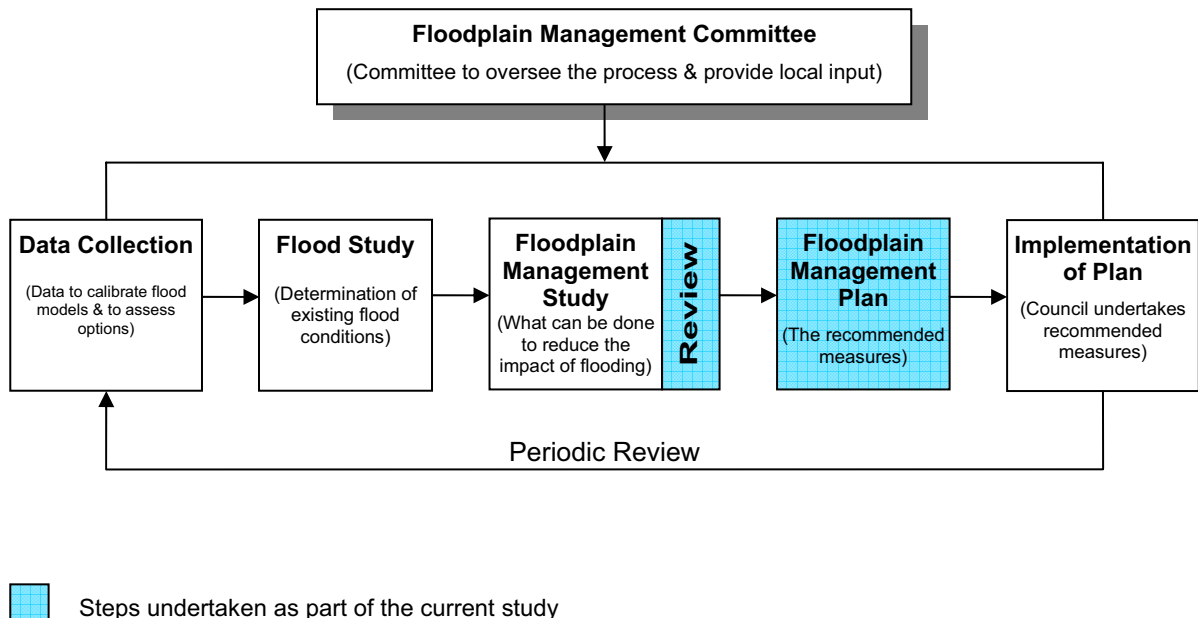 Floodplain Management Committee
(Committee to oversee the process & provide local input)
Data Collection
(Data to calibrate flood
models & to assess
options)
Flood Study
(Determination of
existing flood
conditions)
Floodplain
Management
Study
(What can be done
to reduce the
impact of flooding)
Review
Floodplain
Management
Plan
(The recommended
measures)
Implementation
of Plan
(Council undertakes
recommended
measures)
Periodic Review
Steps undertaken as part of the current study